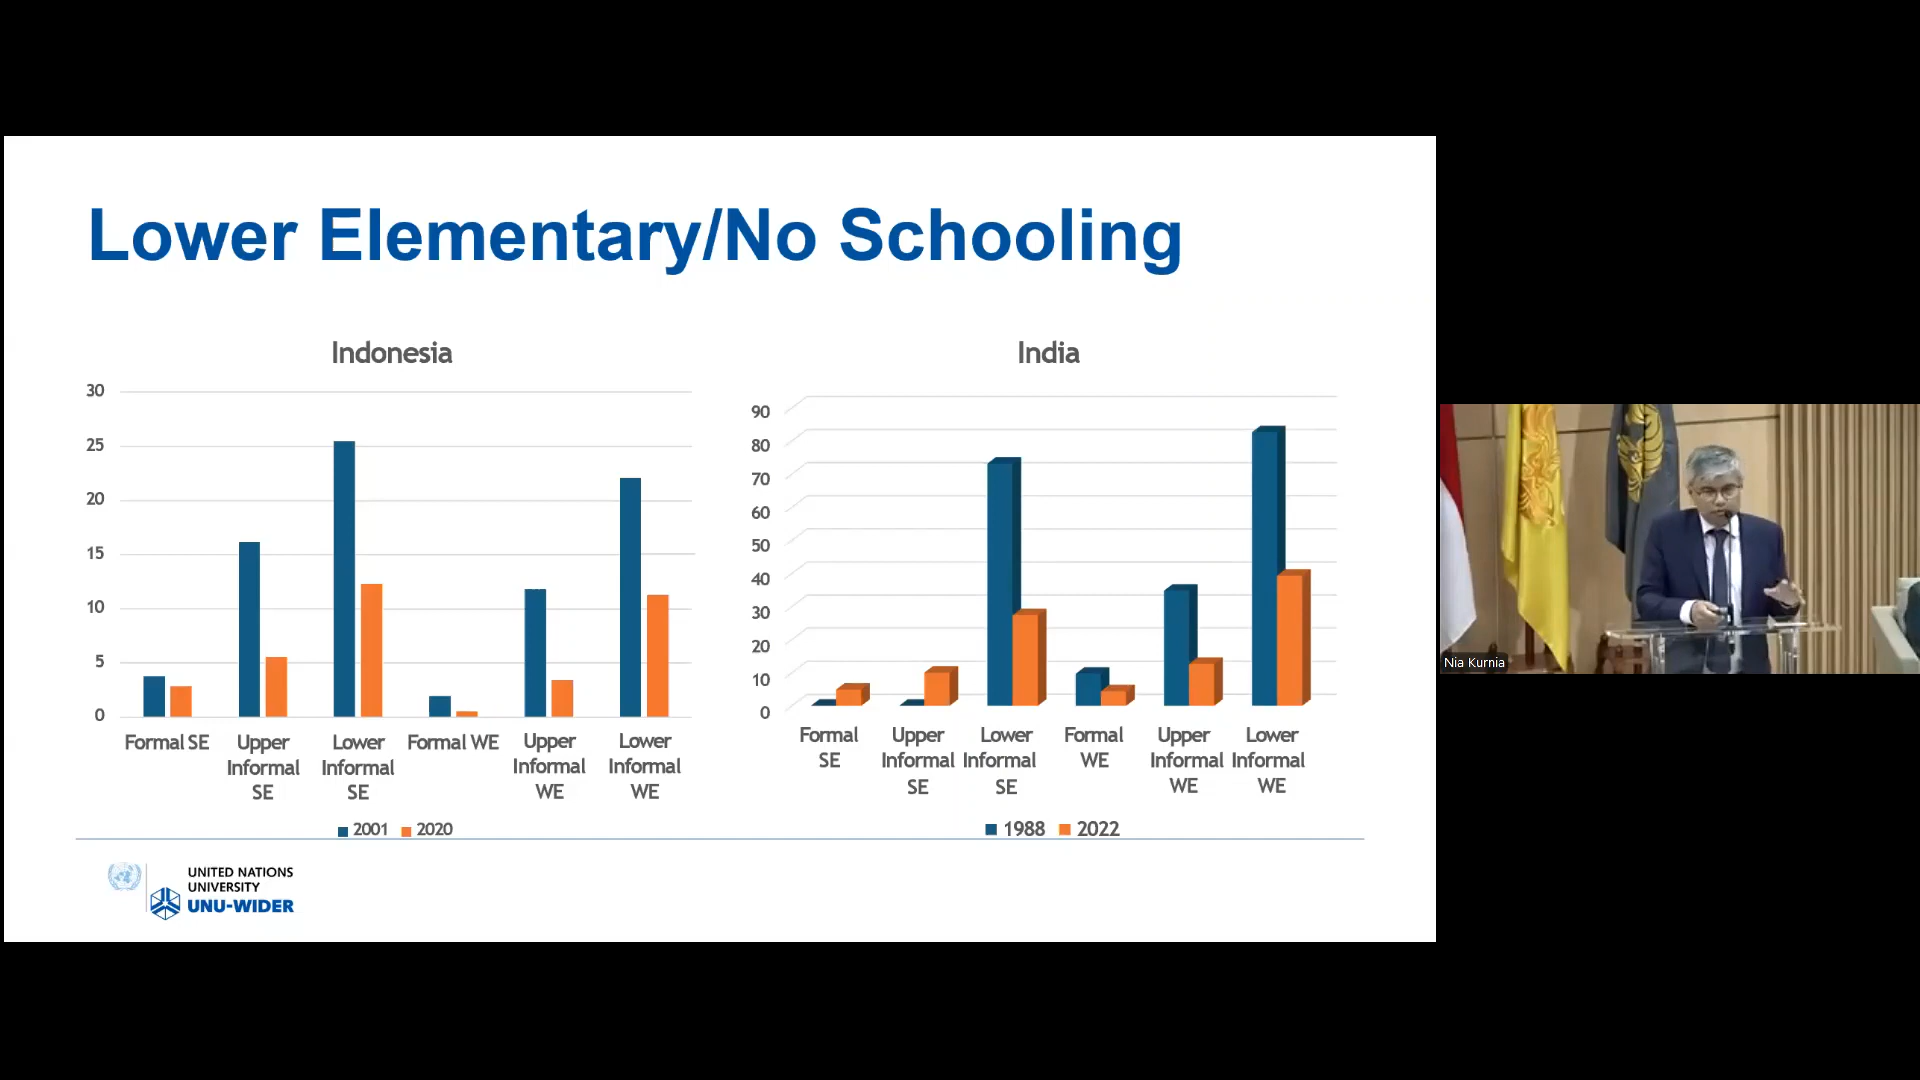 Lower Elementary/No Schooling
Indonesia
30
25
20
15
10
5
0
Formal SE
Upper
Informal
SE
Lower
Informal
SE
Formal WE
Upper
Informal
WE
Lower
Informal
WE
2001 2020
India
90
80
70
60
50
40
30
20
10
0
Formal
SE
Upper
Informal
SE
Lower
Informal
SE
Formal
WE
Upper
Informal
WE
Lower
Informal
WE
1988 2022
UNITED NATIONS
UNIVERSITY
UNU-WIDER
Nia Kurnia